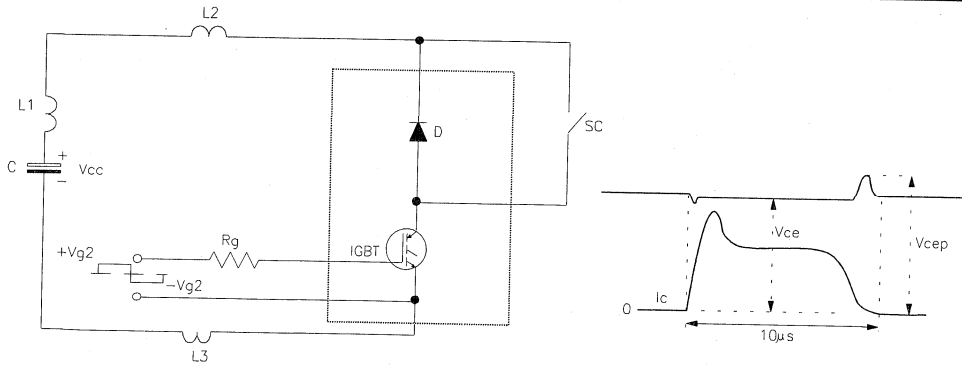 L2
L1
C
+
Vcc
-
D
SC
+Vg2
-Vg2
Rg
IGBT
L3
Vce
Vcep
0
Ic
10µs